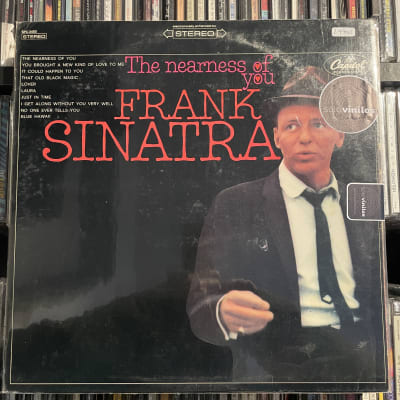 STEREO
STEREO
THE NEARNESS OF YOU
YOU BROUGHT A NEW KIND OF LOVE TO ME
IT COULD HAPPEN TO YOU
THAT OLD BLACK MAGIC
LOVER
LAURA
JUST IN TIME
I GET ALONG WITHOUT YOU VERY WELL
NO ONE EVER TELLS YOU
BLUE HAWAII
The nearness of
you
FRANK
SINATRA
Capitol
solovinilos